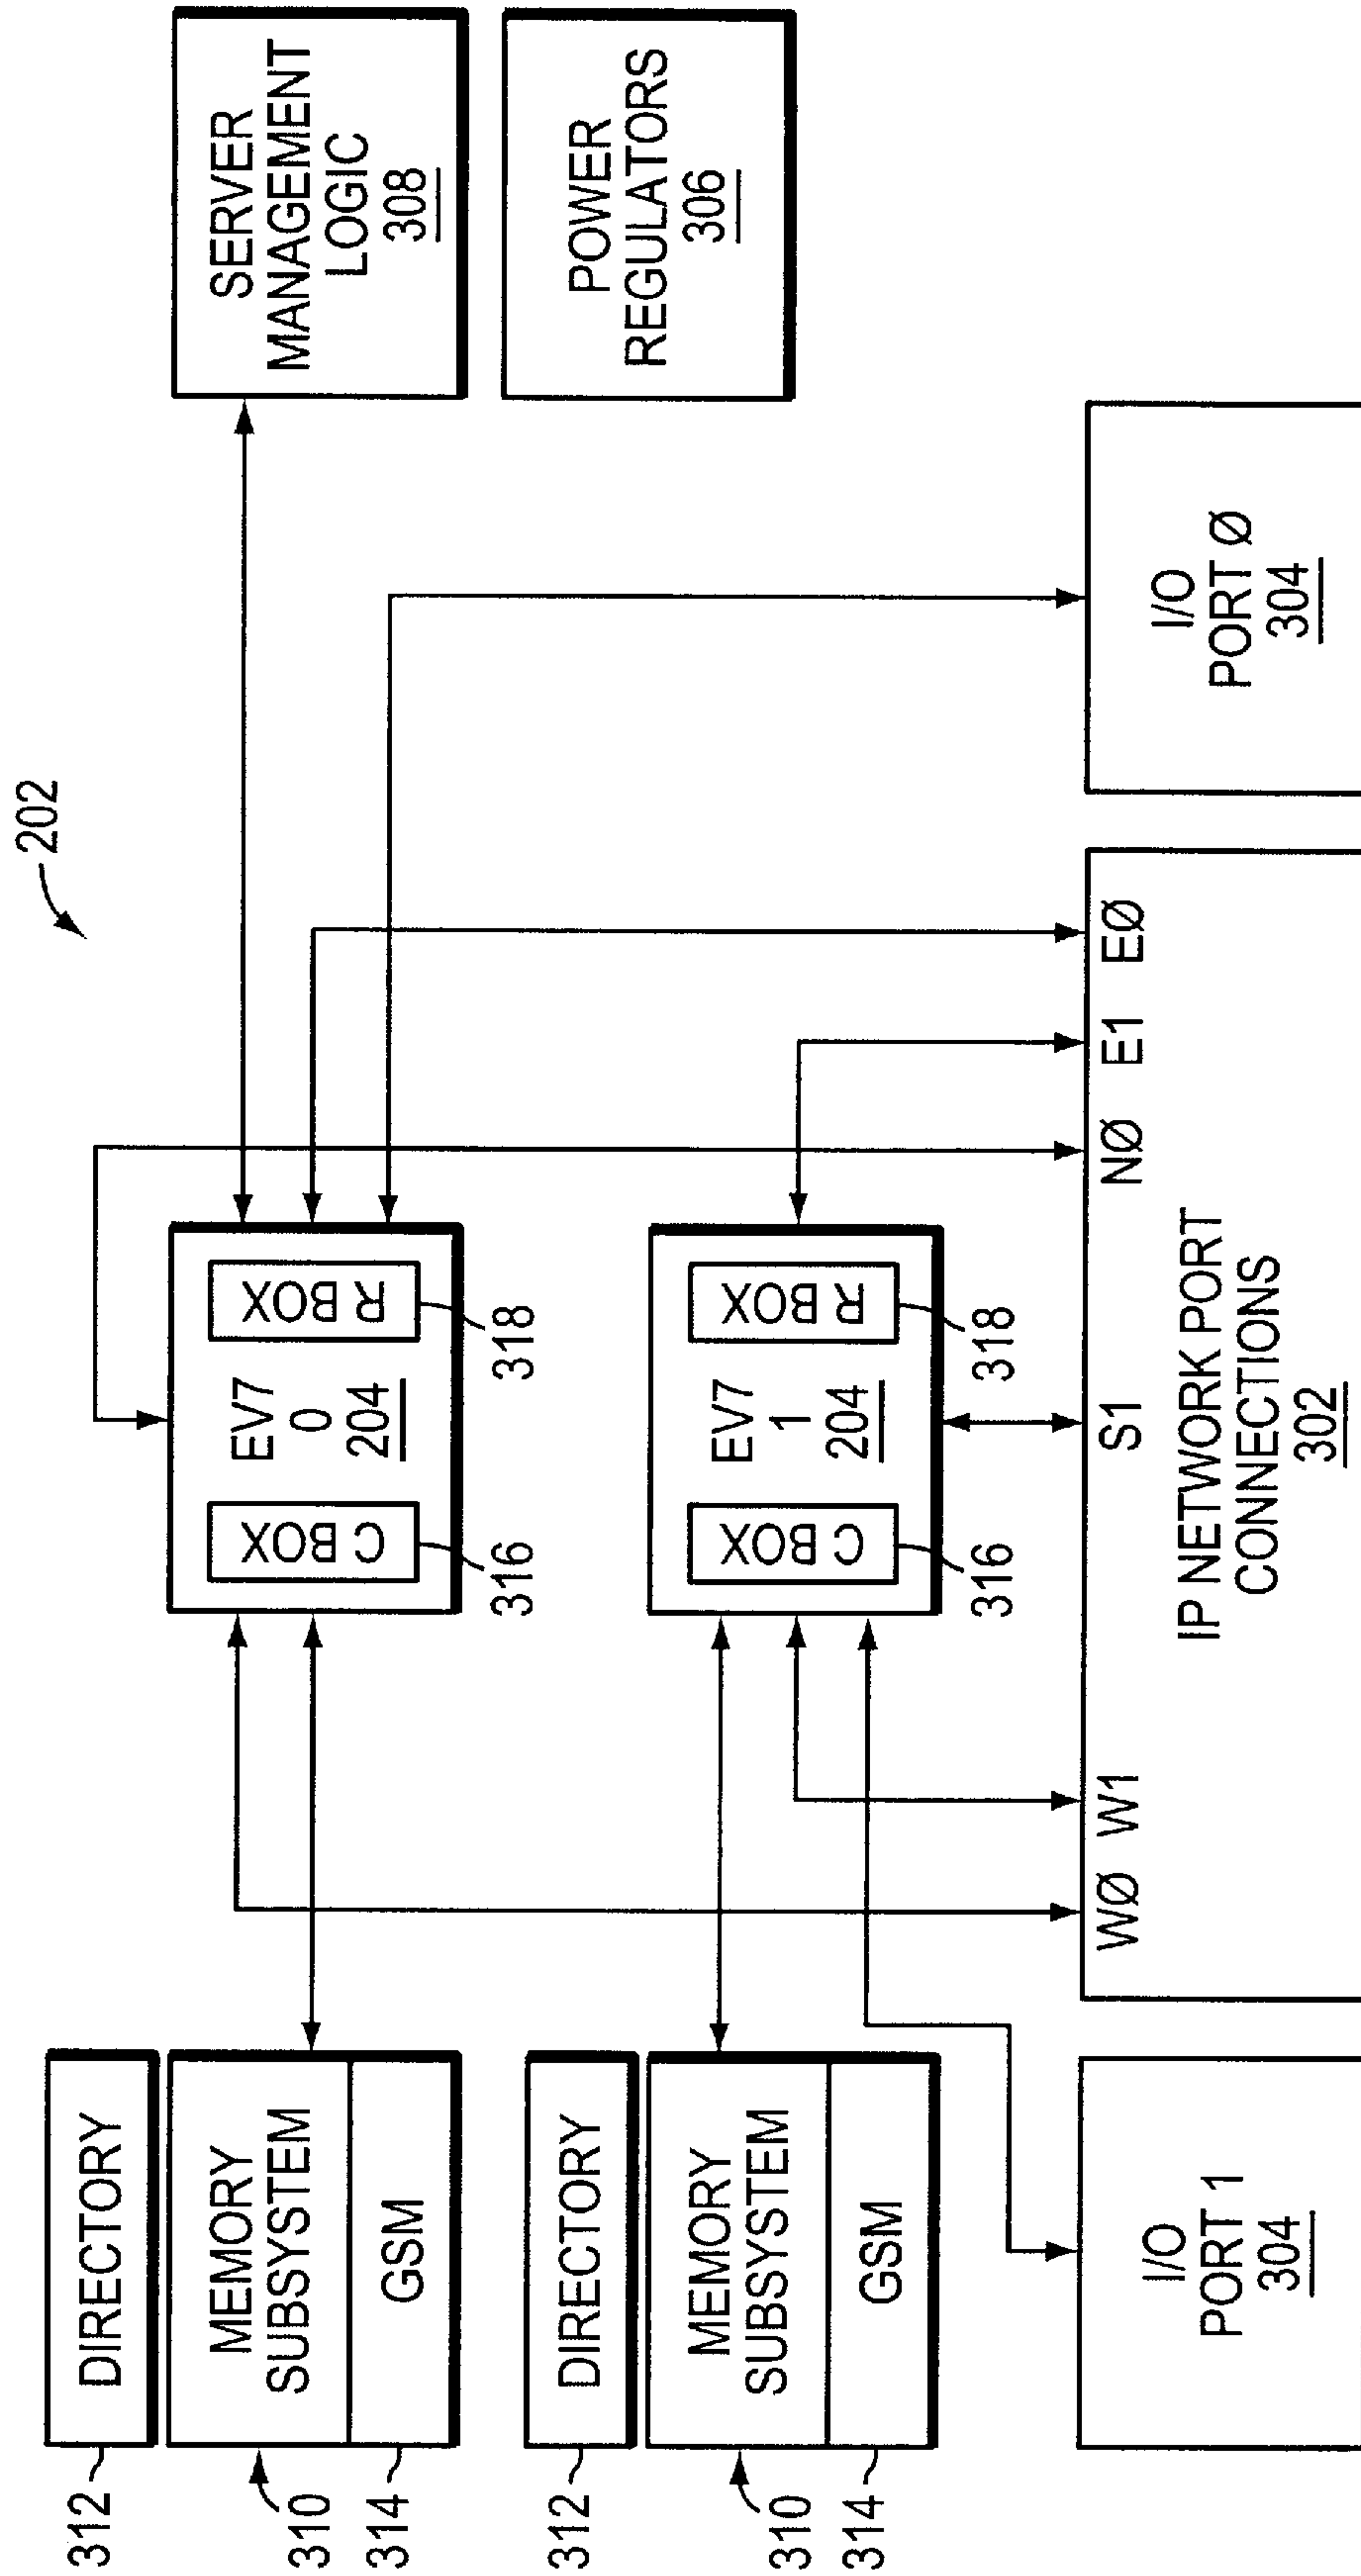 202
312
DIRECTORY
310
MEMORY
SUBSYSTEM
314
GSM
C BOX
316
EV7
0
204
R BOX
318
SERVER
MANAGEMENT
LOGIC
308
POWER
REGULATORS
306
312
DIRECTORY
310
MEMORY
SUBSYSTEM
314
GSM
C BOX
316
EV7
1
204
R BOX
318
I/O
PORT 1
304
WØ W1 S1 NØ E1 EØ
IP NETWORK PORT
CONNECTIONS
302
I/O
PORT Ø
304